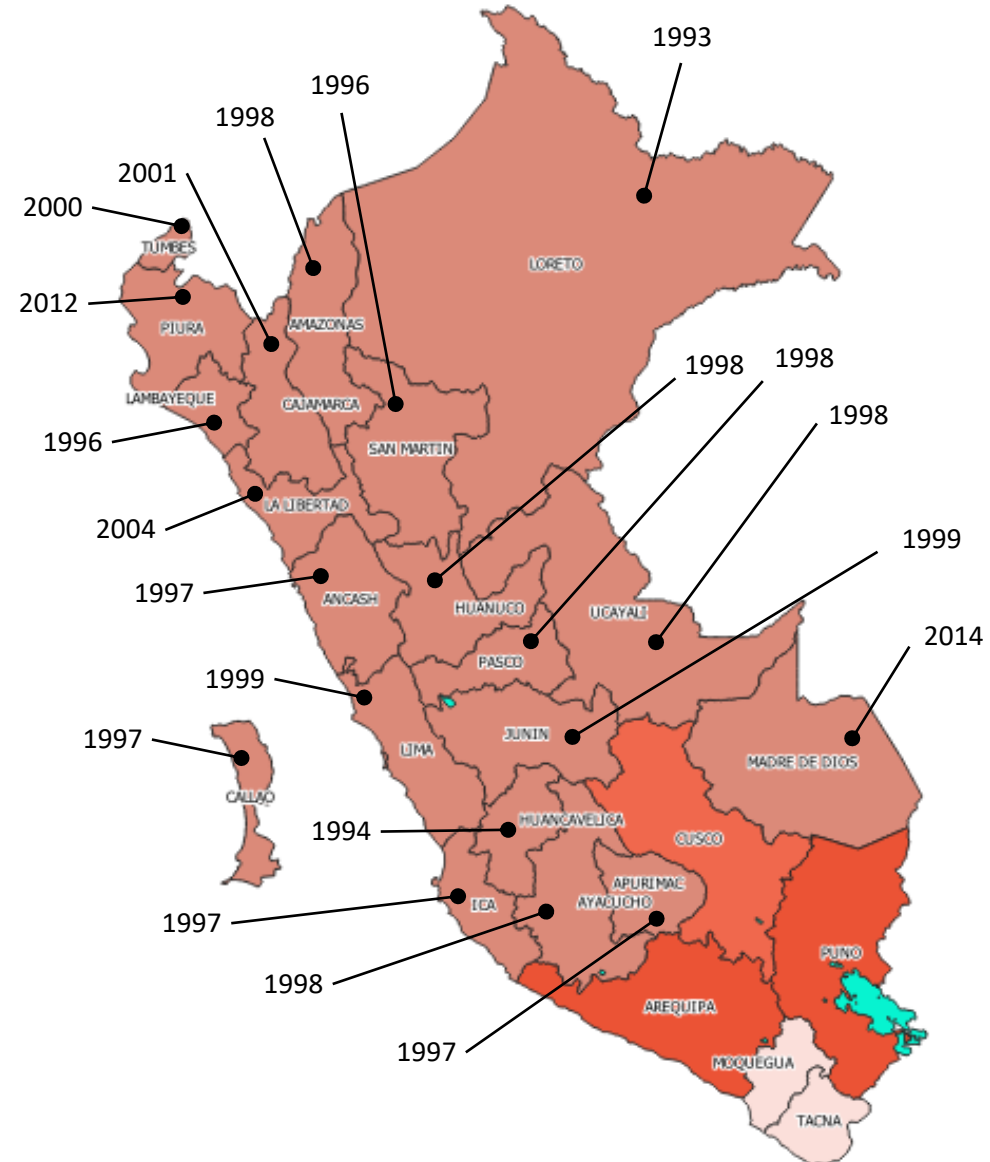 1993
1996
1998
2001
2000
TUMBES
LORETO
2012
AMAZONAS
PIURA
1998
1998
LAMBAYEQUE
CAJAMARCA
1998
1996
SAN MARTIN
LA LIBERTAD
2004
1999
1997
ANCASH
HUANUCO
UCAYALI
2014
PASCO
1999
1997
JUNIN
LIMA
MADRE DE DIOS
CALLAO
HUANCAVELICA
1994
CUSCO
APURIMAC
AYACUCHO
ICA
1997
PUNO
1998
AREQUIPA
1997
MOQUEGUA
TACNA